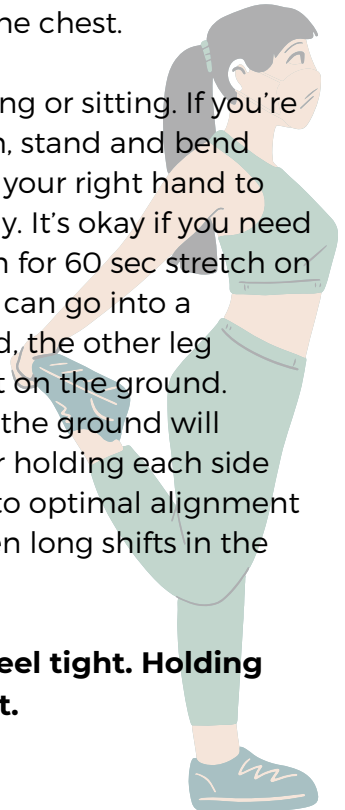 ne chest.
ng or sitting. If you're
n, stand and bend
your right hand to
y. It's okay if you need
n for 60 sec stretch on
can go into a
d, the other leg
t on the ground.
the ground will
r holding each side
to optimal alignment
en long shifts in the
eel tight. Holding
t.